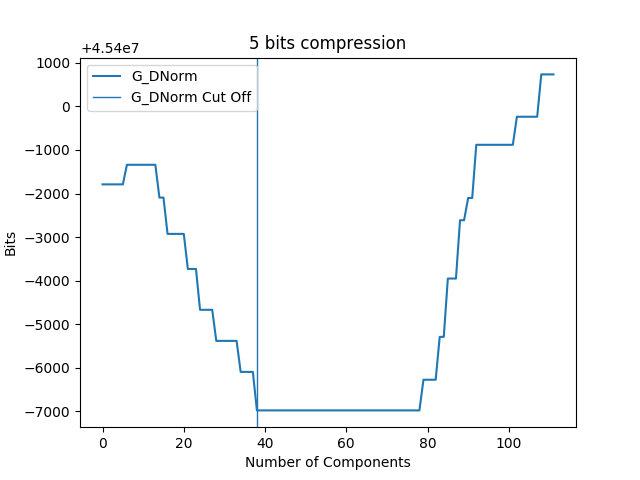 5 bits compression
+4.54e7
G_DNorm
G_DNorm Cut Off
1000
0
−1000
−2000
−3000
−4000
−5000
−6000
−7000
Bits
0 20 40 60 80 100
Number of Components